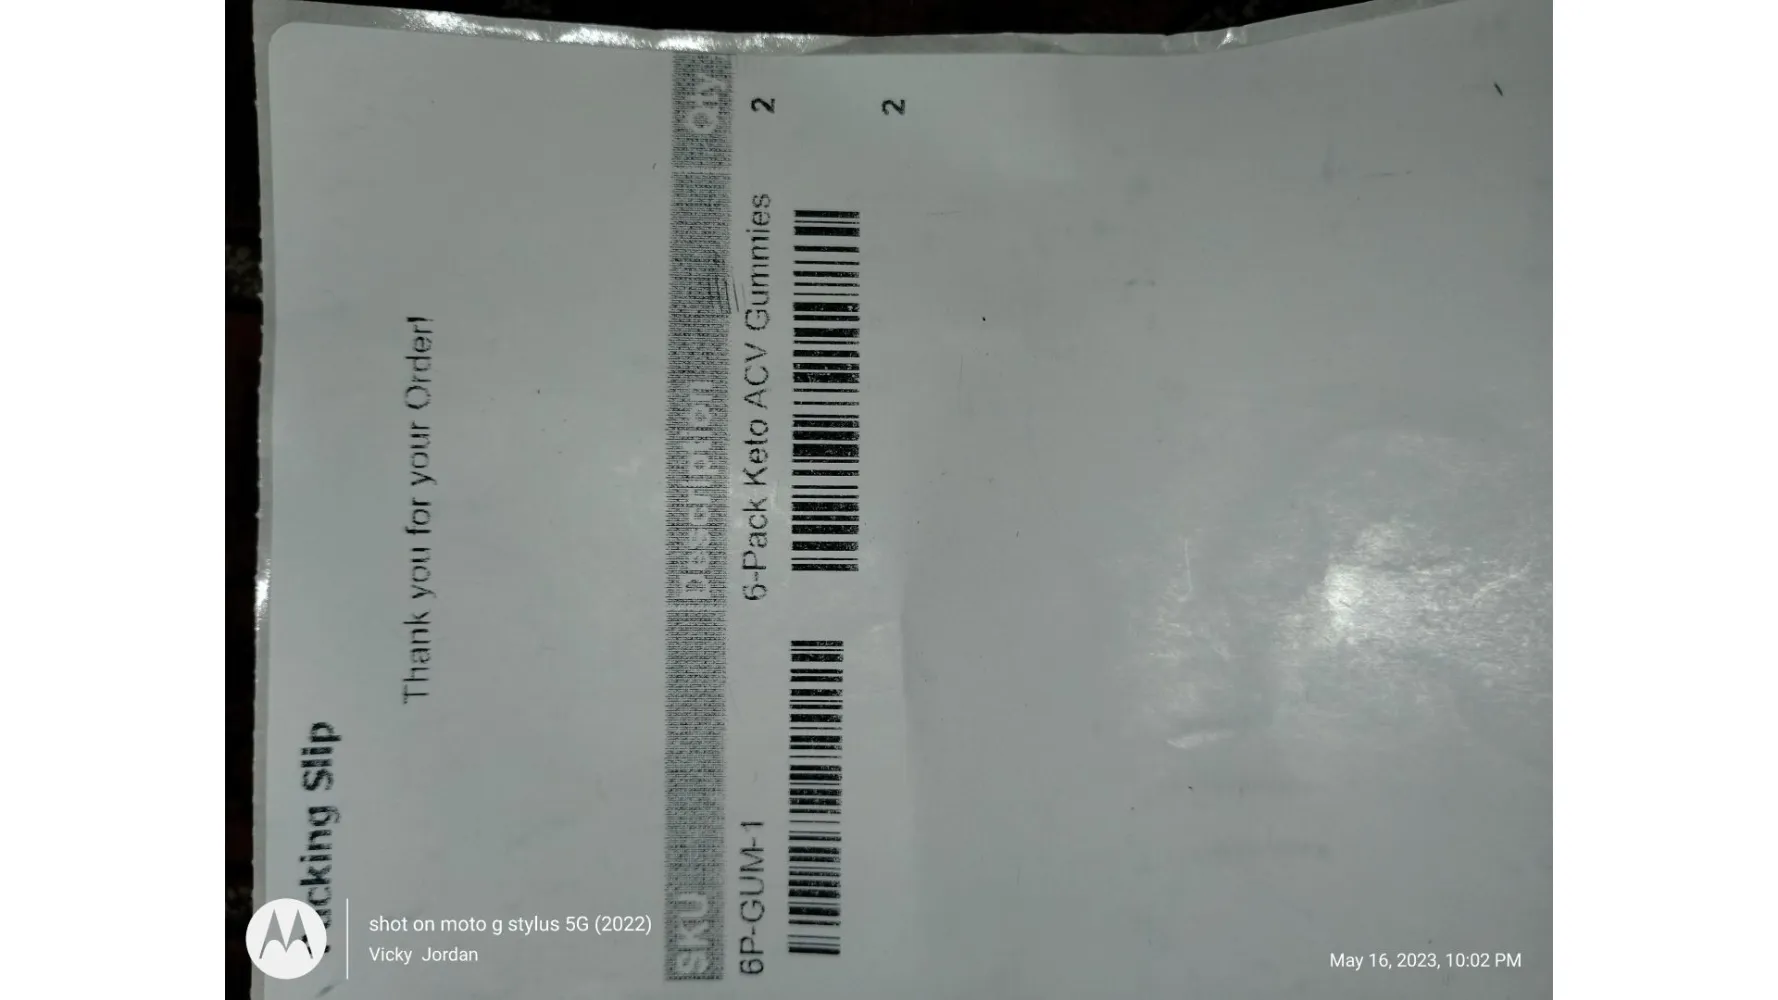 Packing Slip
Thank you for your Order!
SKU Description Qty
6P-GUM-1 6-Pack Keto ACV Gummies 2
2
shot on moto g stylus 5G (2022)
Vicky Jordan
May 16, 2023, 10:02 PM